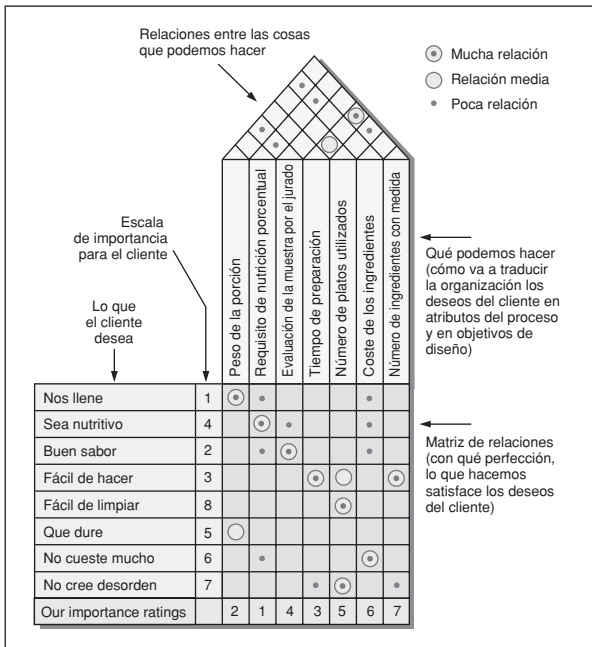 Relaciones entre las cosas
que podemos hacer
Mucha relación
Relación media
Poca relación
Escala
de importancia
para el cliente
Lo que
el cliente
desea
Peso de la porción
Requisito de nutrición porcentual
Evaluación de la muestra por el jurado
Tiempo de preparación
Número de platos utilizados
Coste de los ingredientes
Número de ingredientes con medida
Qué podemos hacer
(cómo va a traducir
la organización los
deseos del cliente en
atributos del proceso
y en objetivos de
diseño)
Nos llene 1
Sea nutritivo 4
Buen sabor 2
Fácil de hacer 3
Fácil de limpiar 8
Que dure 5
No cueste mucho 6
No cree desorden 7
Our importance ratings 2 1 4 3 5 6 7
Matriz de relaciones
(con qué perfección,
lo que hacemos
satisface los deseos
del cliente)